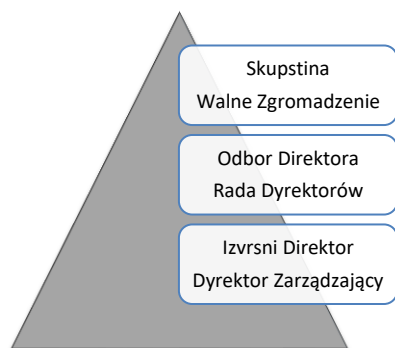 Skupstina
Walne Zgromadzenie
Odbor Direktora
Rada Dyrektorów
Izvrsni Direktor
Dyrektor Zarządzający